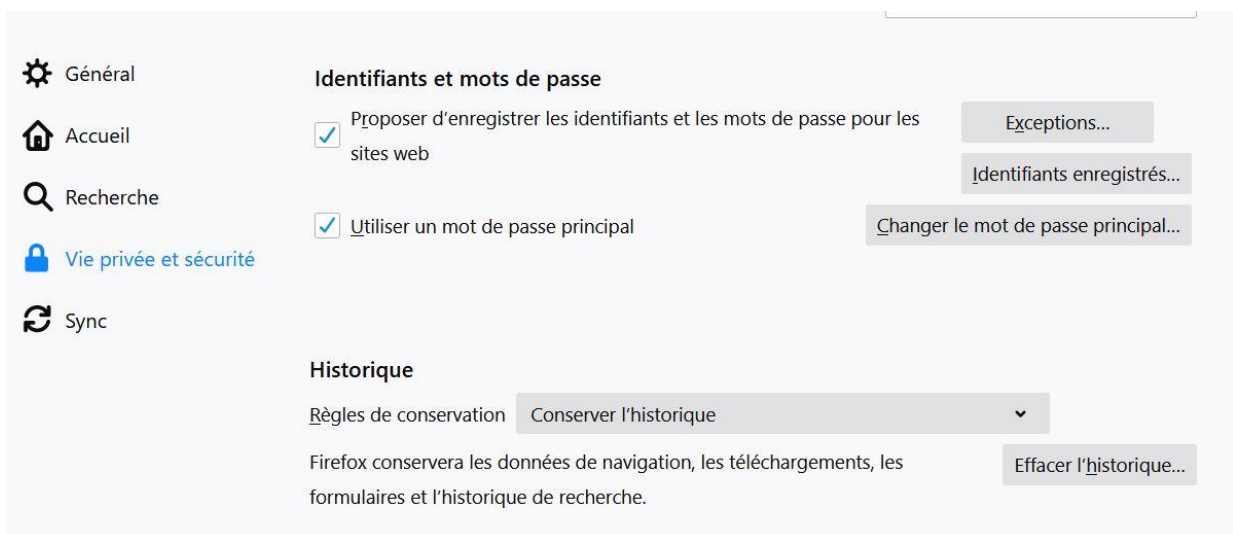 Général
Accueil
Recherche
Vie privée et sécurité
Sync
Identifiants et mots de passe
Proposer d’enregistrer les identifiants et les mots de passe pour les
sites web
Exceptions...
Identifiants enregistrés...
Utiliser un mot de passe principal
Changer le mot de passe principal...
Historique
Règles de conservation Conserver l’historique
Firefox conservera les données de navigation, les téléchargements, les
formulaires et l’historique de recherche.
Effacer l’historique...